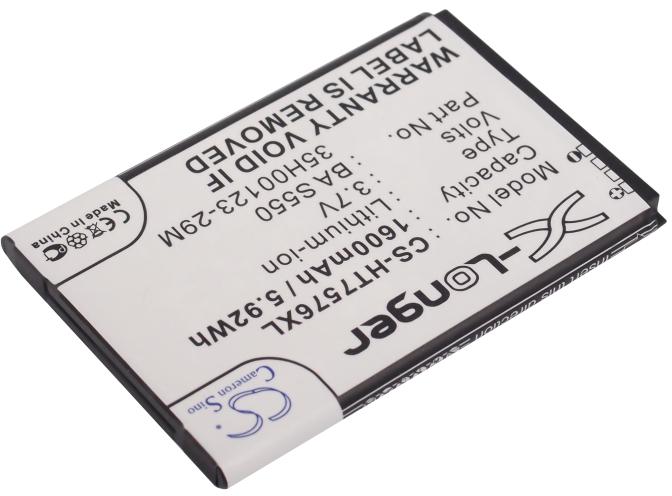 X-Longer
Model No. CS-HT7576XL
Capacity 1600mAh / 5.92Wh
Type Lithium-ion
Volts 3.7V
Part No. BA S550
35H00123-29M
WARRANTY VOID IF
LABEL IS REMOVED
CS
Cameron Sino
Made in China